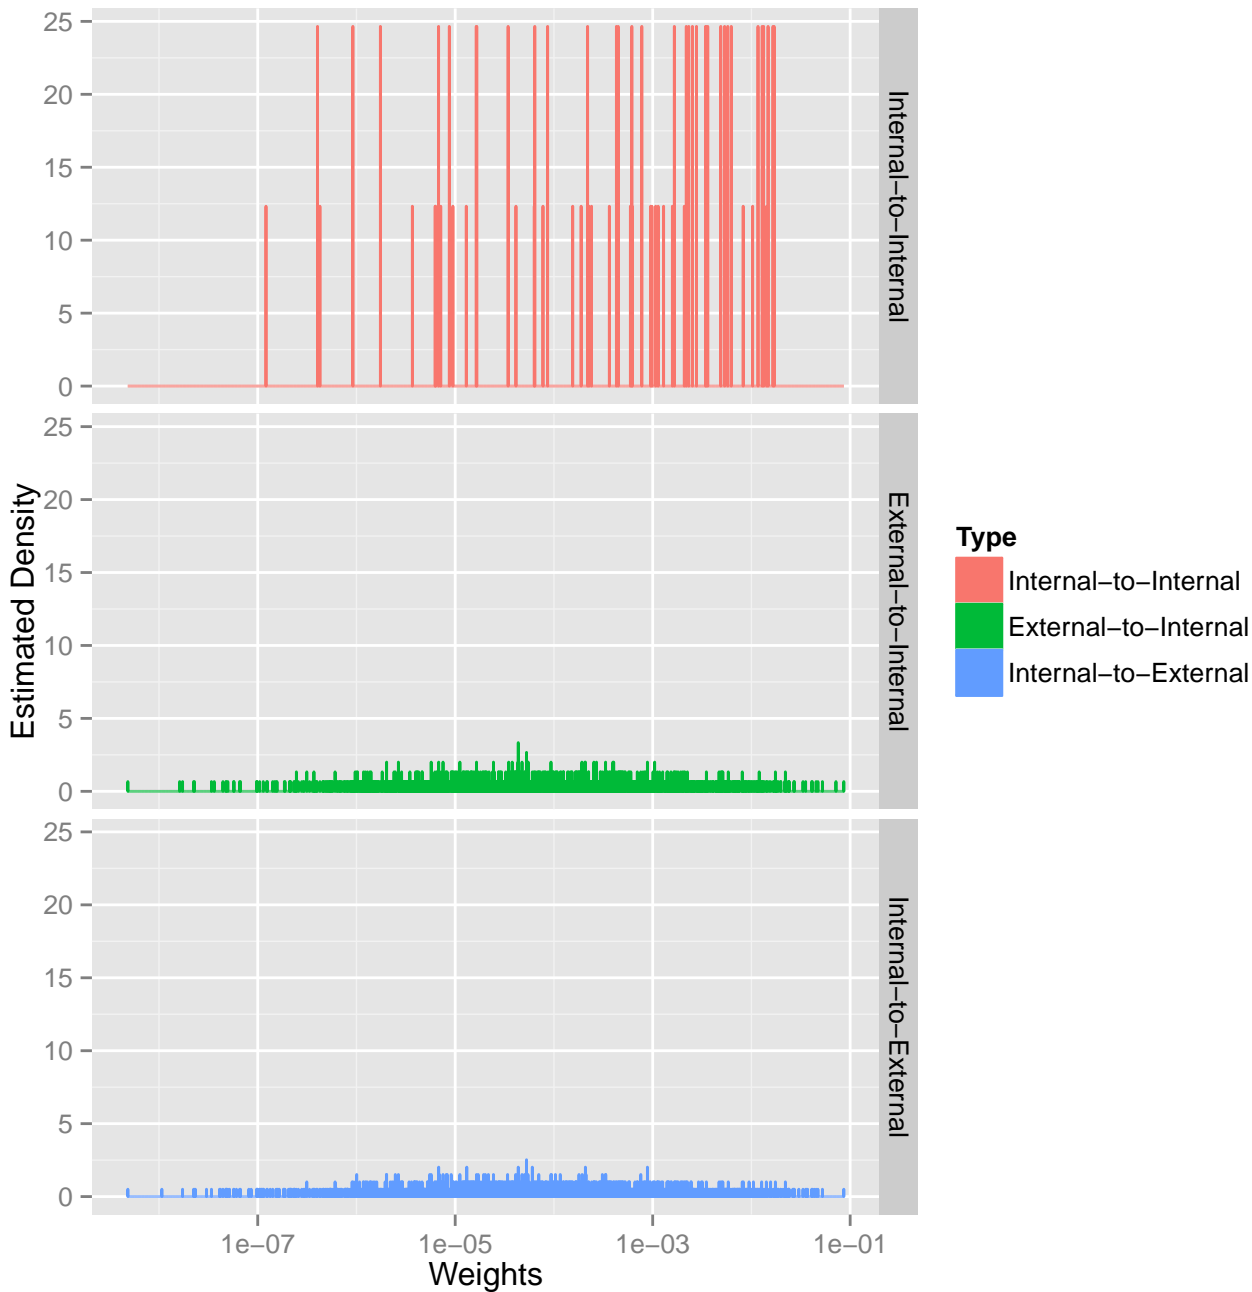 25
20
15
10
5
0
Internal−to−Internal
25
20
15
10
5
0
External−to−Internal
25
20
15
10
5
0
Internal−to−External
Estimated Density
1e−07
1e−05
1e−03
1e−01
Weights
Type
Internal−to−Internal
External−to−Internal
Internal−to−External